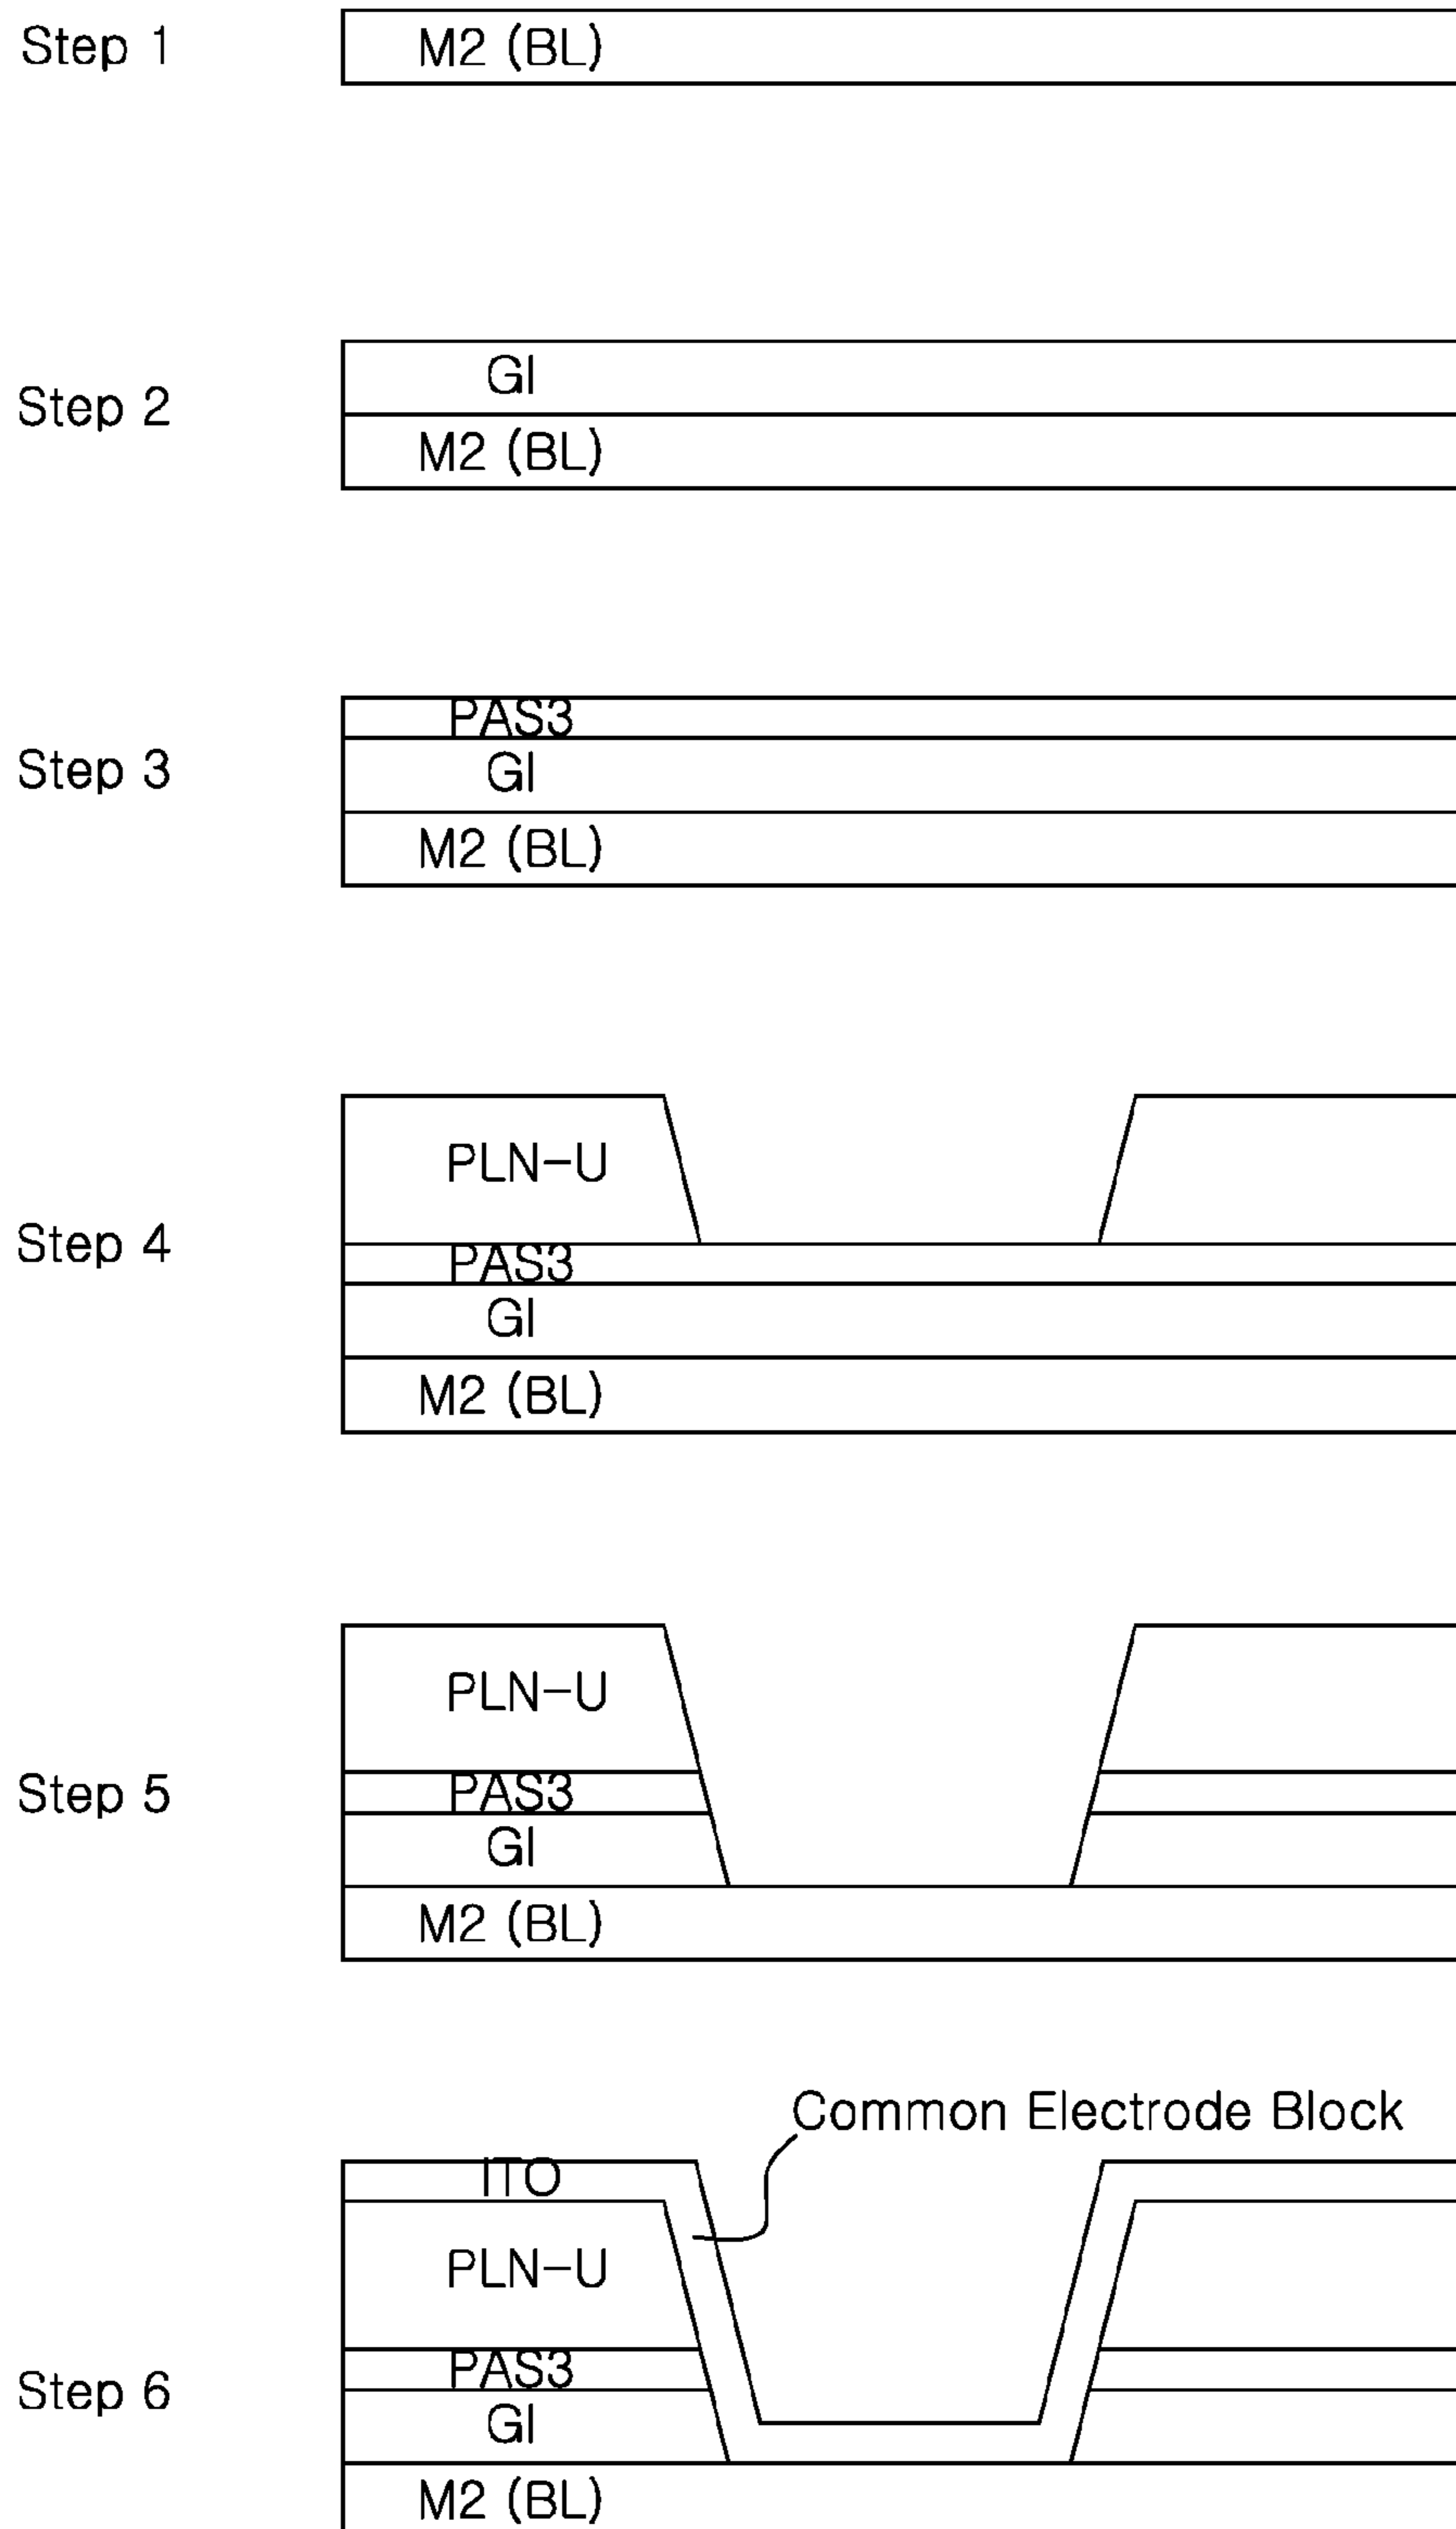 Step 1
M2 (BL)
Step 2
GI
M2 (BL)
Step 3
PAS3
GI
M2 (BL)
Step 4
PLN-U
PAS3
GI
M2 (BL)
Step 5
PLN-U
PAS3
GI
M2 (BL)
Common Electrode Block
Step 6
ITO
PLN-U
PAS3
GI
M2 (BL)